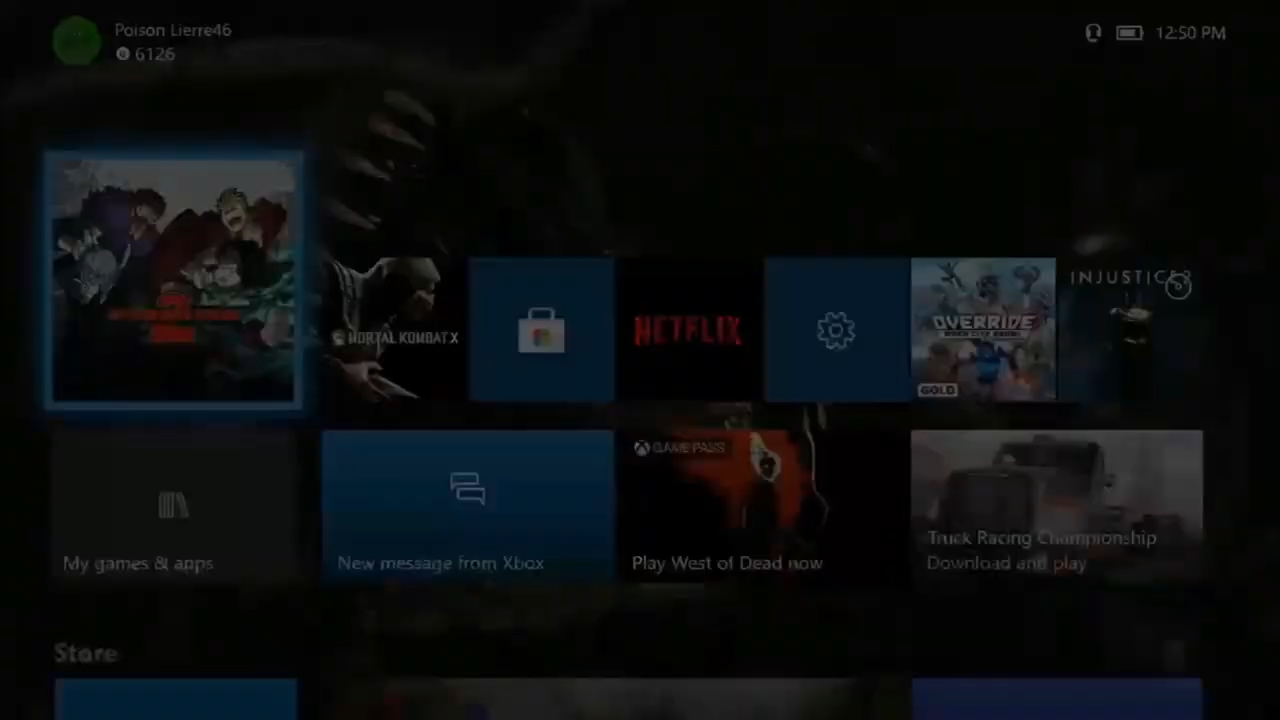 Poison Lierre46
6126
12:50 PM
MORTAL KOMBAT X
NETFLIX
OVERRIDE
GOLD
INJUSTICE 2
My games & apps
New message from Xbox
GAME PASS
Play West of Dead now
Truck Racing Championship
Download and play
Store